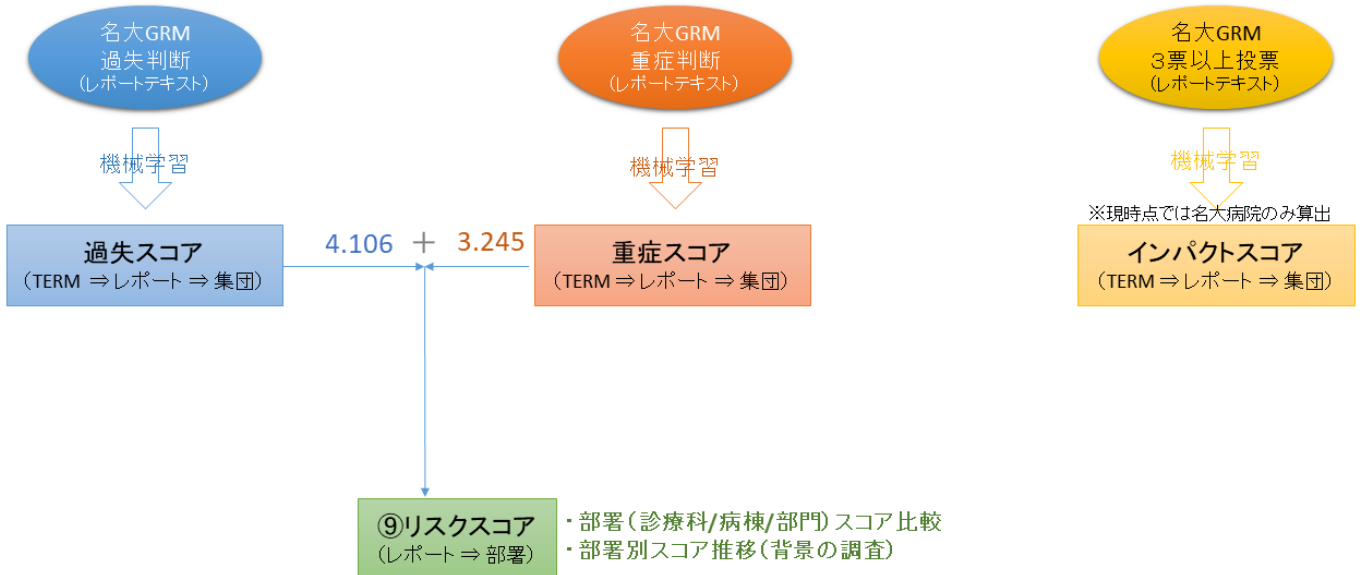 名大GRM
過失判断
(レポートテキスト)
名大GRM
重症判断
(レポートテキスト)
名大GRM
３票以上投票
(レポートテキスト)
機械学習
機械学習
機械学習
※現時点では名大病院のみ算出
過失スコア
(TERM ⇒レポート ⇒ 集団)
4.106 + 3.245
重症スコア
(TERM ⇒レポート ⇒ 集団)
インパクトスコア
(TERM ⇒レポート ⇒ 集団)
⑨リスクスコア
(レポート ⇒ 部署)
・部署(診療科/病棟/部門)スコア比較
・部署別スコア推移(背景の調査)